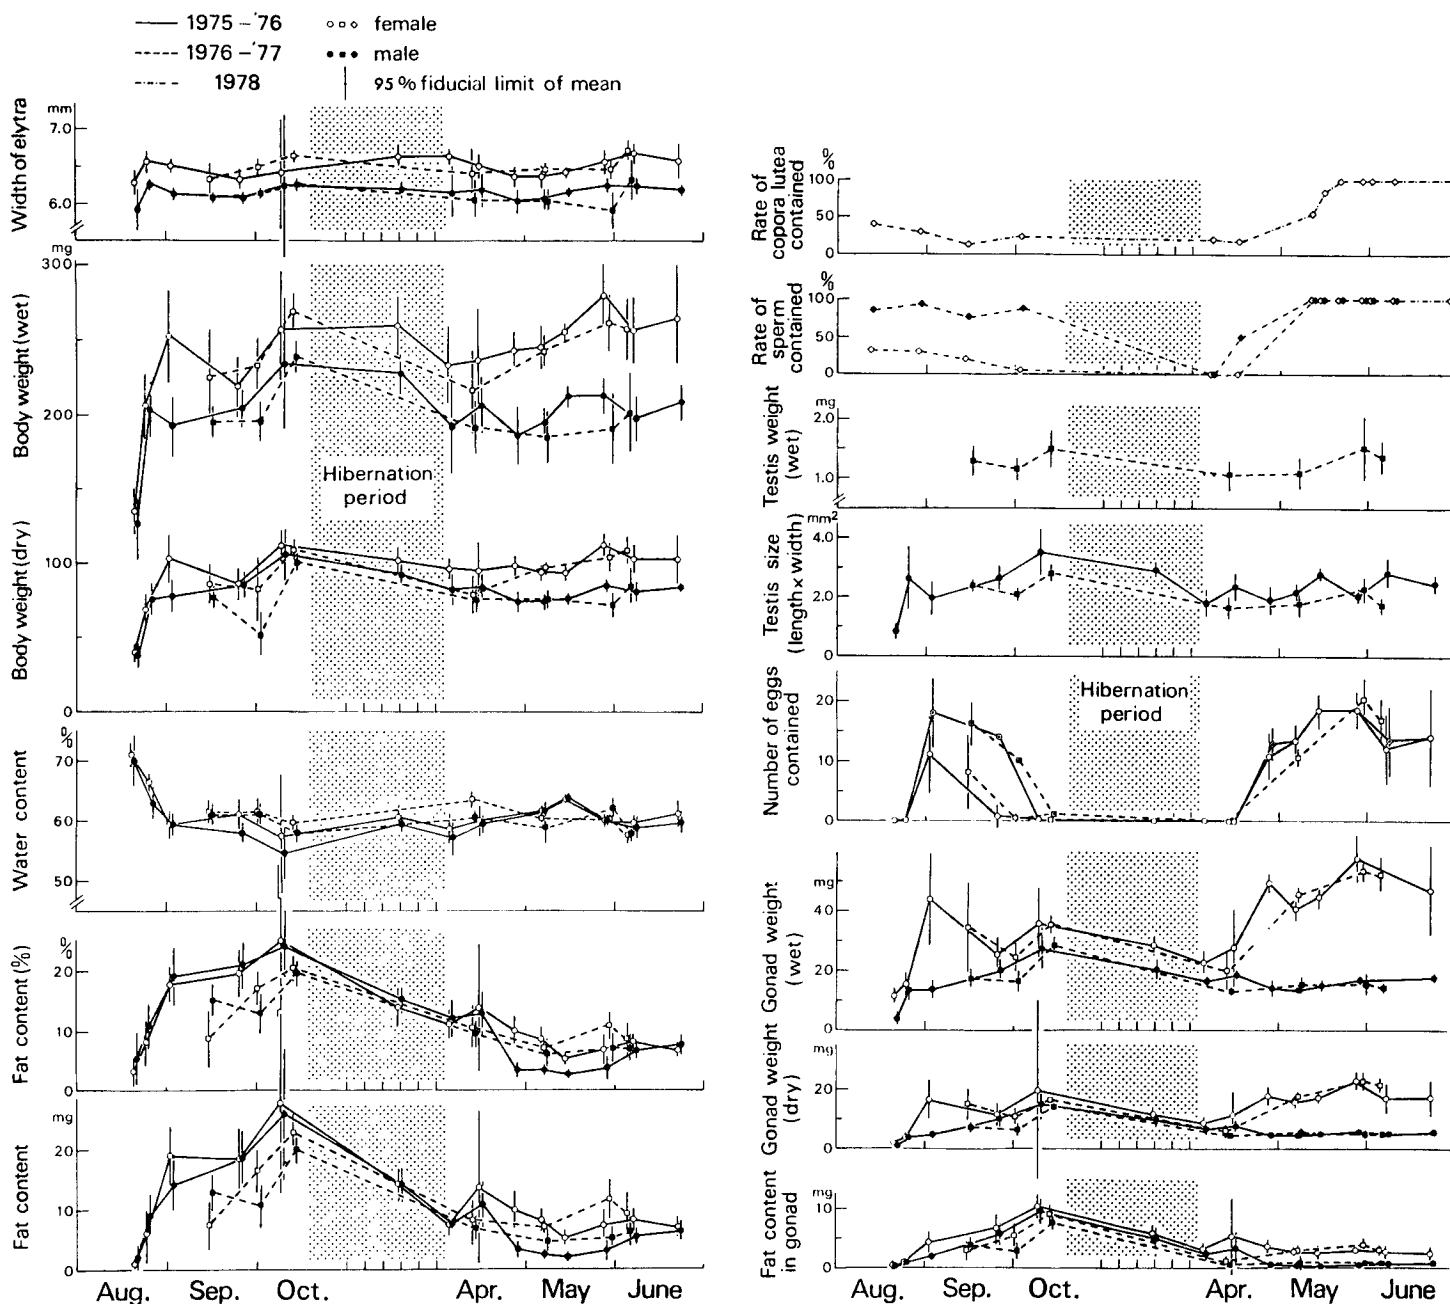 1975 - '76
female
1976 - '77
male
1978
95% fiducial limit of mean
Width of elytra
mm
7.0
6.0
Body weight (wet)
mg
300
200
Hibernation
period
Body weight (dry)
100
0
Water content
%
70
60
50
Fat content (%)
%
20
10
0
Fat content
mg
20
10
0
Aug. Sep. Oct. Apr. May June
Rate of
copora lutea
contained
%
100
50
0
Rate of
sperm
contained
%
100
50
0
Testis weight
(wet)
mg
2.0
1.0
Testis size
(length x width)
mm2
4.0
2.0
0
Number of eggs
contained
20
10
0
Hibernation
period
Gonad weight
(wet)
mg
40
20
0
Gonad weight
(dry)
mg
20
0
Fat content
in gonad
mg
10
0
Aug. Sep. Oct. Apr. May June